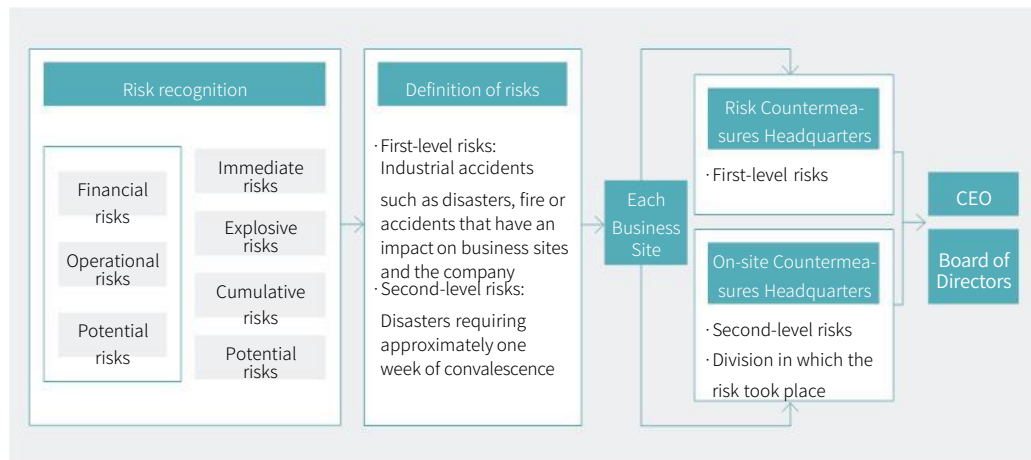 Risk recognition
Financial
risks
Operational
risks
Potential
risks
Immediate
risks
Explosive
risks
Cumulative
risks
Potential
risks
Definition of risks
· First-level risks:
Industrial accidents
such as disasters, fire or
accidents that have an
impact on business sites
and the company
· Second-level risks:
Disasters requiring
approximately one
week of convalescence
Each
Business
Site
Risk Countermea-
sures Headquarters
· First-level risks
On-site Countermea-
sures Headquarters
· Second-level risks
· Division in which the
risk took place
CEO
Board of
Directors